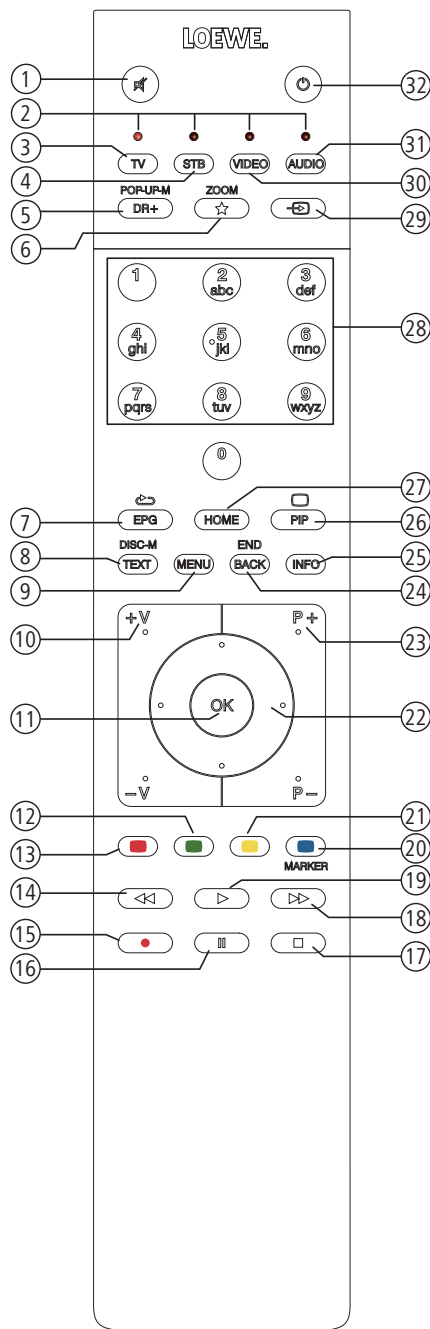 LOEWE.
1
32
2
3
TV
STB
VIDEO
AUDIO
31
4
30
POP-UP-M
ZOOM
5
DR+
29
6
1
2
abc
3
def
28
4
ghi
5
jkl
6
mno
7
pqrs
8
tuv
9
wxyz
0
27
7
EPG
HOME
PIP
26
DISC-M
END
8
TEXT
MENU
BACK
INFO
25
9
24
10
+V
P+
23
11
OK
22
−V
P−
12
21
13
20
MARKER
14
19
18
15
16
17